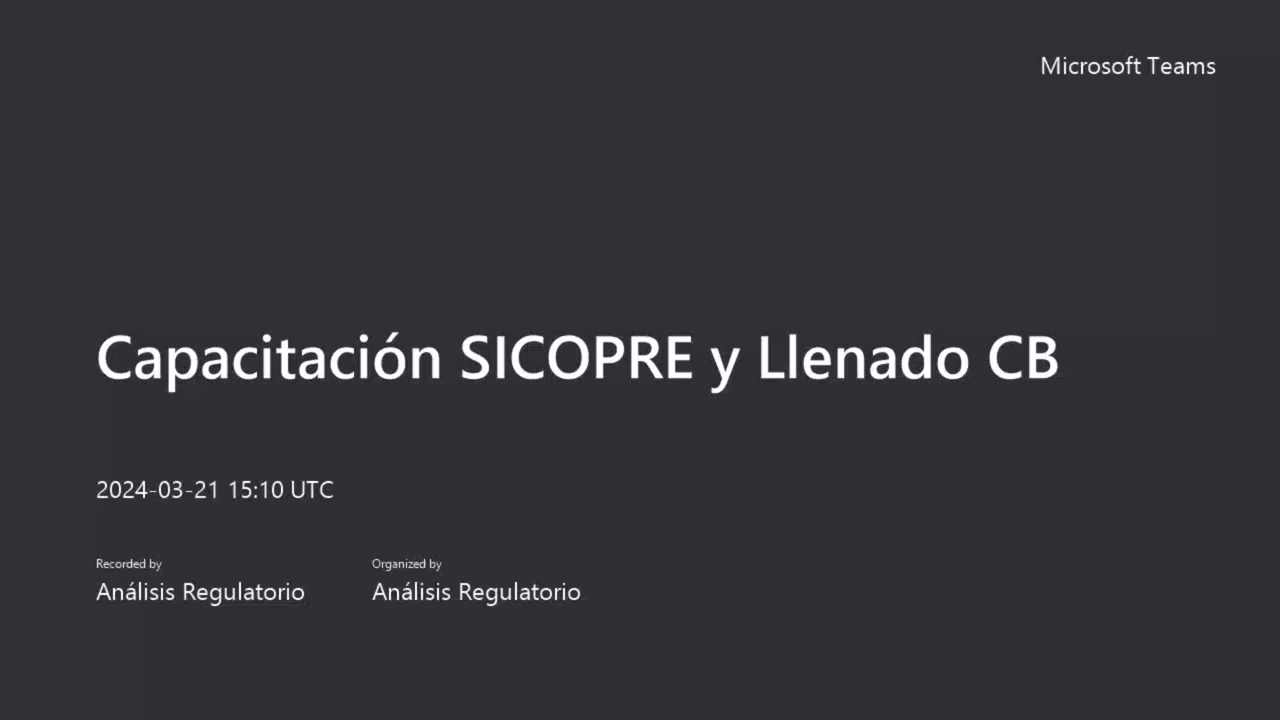 Microsoft Teams
Capacitación SICOPRE y Llenado CB
2024-03-21 15:10 UTC
Recorded by
Análisis Regulatorio
Organized by
Análisis Regulatorio